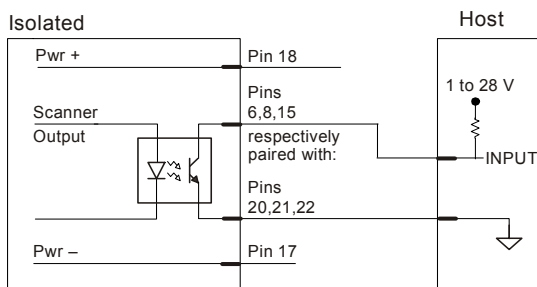 Isolated
Host
Pwr +
Pin 18
1 to 28 V
Pins
6,8,15
Scanner
Output
respectively
paired with:
INPUT
Pins
20,21,22
Pwr –
Pin 17